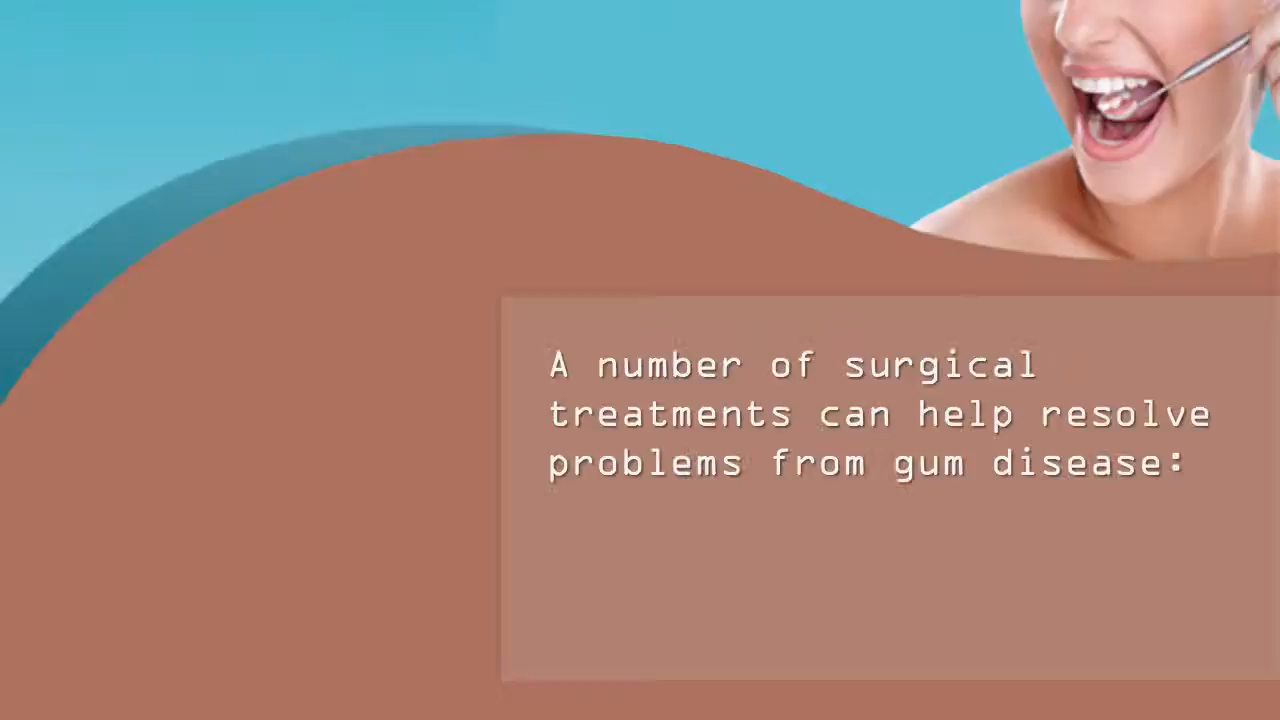 A number of surgical
treatments can help resolve
problems from gum disease: